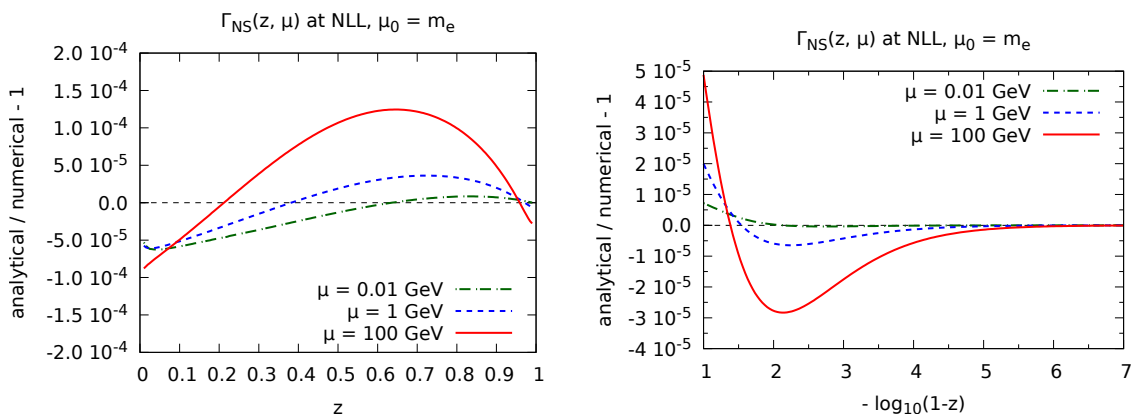 Γ_NS(z, μ) at NLL, μ_0 = m_e
analytical / numerical - 1
2.0 10^-4
1.5 10^-4
1.0 10^-4
5.0 10^-5
0.0
-5.0 10^-5
-1.0 10^-4
-1.5 10^-4
-2.0 10^-4
μ = 0.01 GeV
μ = 1 GeV
μ = 100 GeV
0 0.1 0.2 0.3 0.4 0.5 0.6 0.7 0.8 0.9 1
z
Γ_NS(z, μ) at NLL, μ_0 = m_e
analytical / numerical - 1
5 10^-5
4 10^-5
3 10^-5
2 10^-5
1 10^-5
0.0
-1 10^-5
-2 10^-5
-3 10^-5
-4 10^-5
μ = 0.01 GeV
μ = 1 GeV
μ = 100 GeV
1 2 3 4 5 6 7
- log_10(1-z)